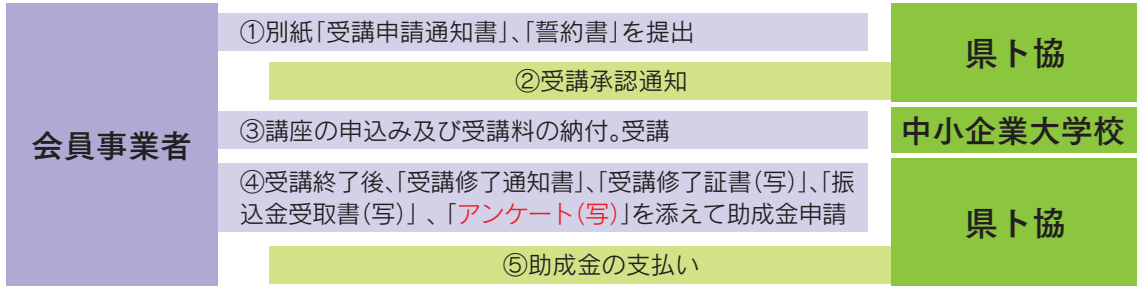 会員事業者
①別紙「受講申請通知書」、「誓約書」を提出
県ト協
②受講承認通知
③講座の申込み及び受講料の納付。受講
中小企業大学校
④受講終了後、「受講修了通知書」、「受講修了証書(写)」、「振
込金受取書(写)」、「アンケート(写)」を添えて助成金申請
県ト協
⑤助成金の支払い